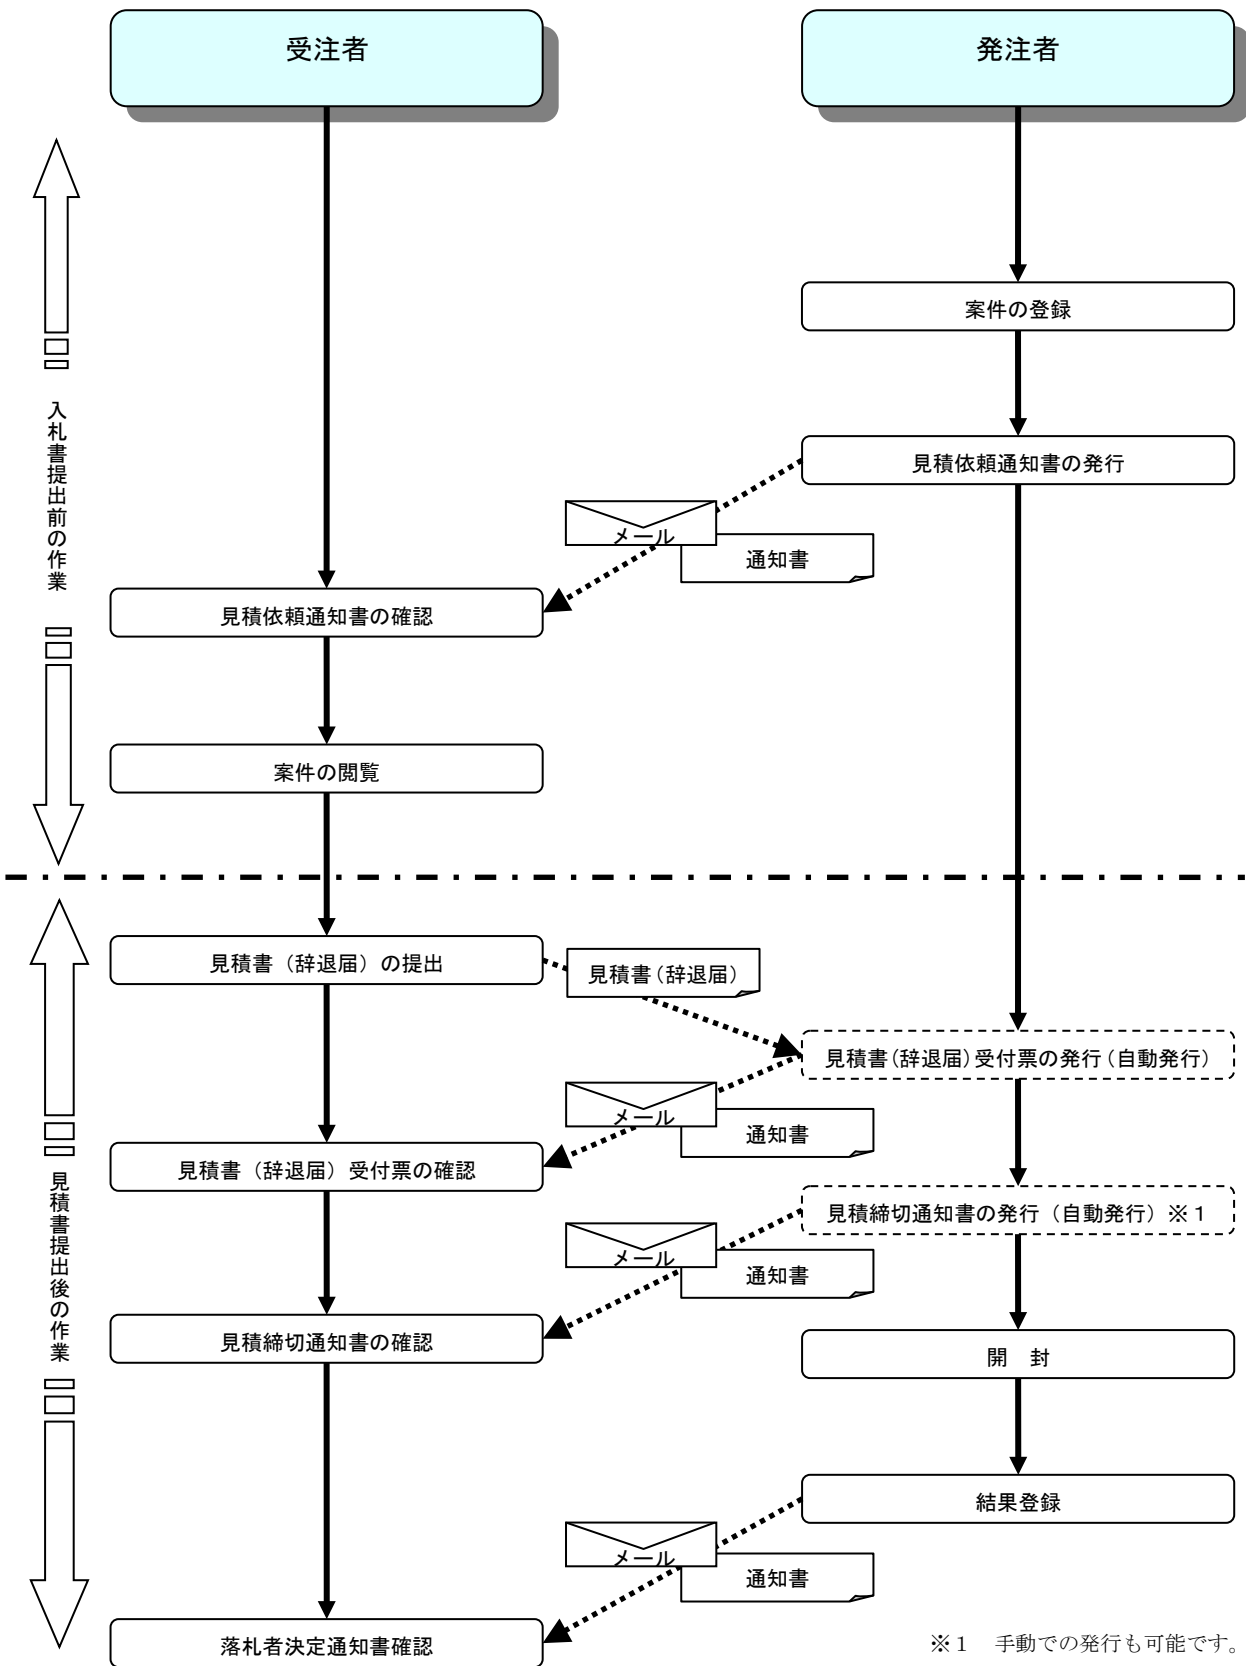 受注者
発注者
案件の登録
見積依頼通知書の発行
メール
通知書
見積依頼通知書の確認
案件の閲覧
入札書提出前の作業
見積書（辞退届）の提出
見積書(辞退届)
見積書(辞退届)受付票の発行(自動発行)
メール
通知書
見積書（辞退届）受付票の確認
見積締切通知書の発行（自動発行）※１
メール
通知書
見積締切通知書の確認
開　封
結果登録
メール
通知書
落札者決定通知書確認
見積書提出後の作業
※１　手動での発行も可能です。